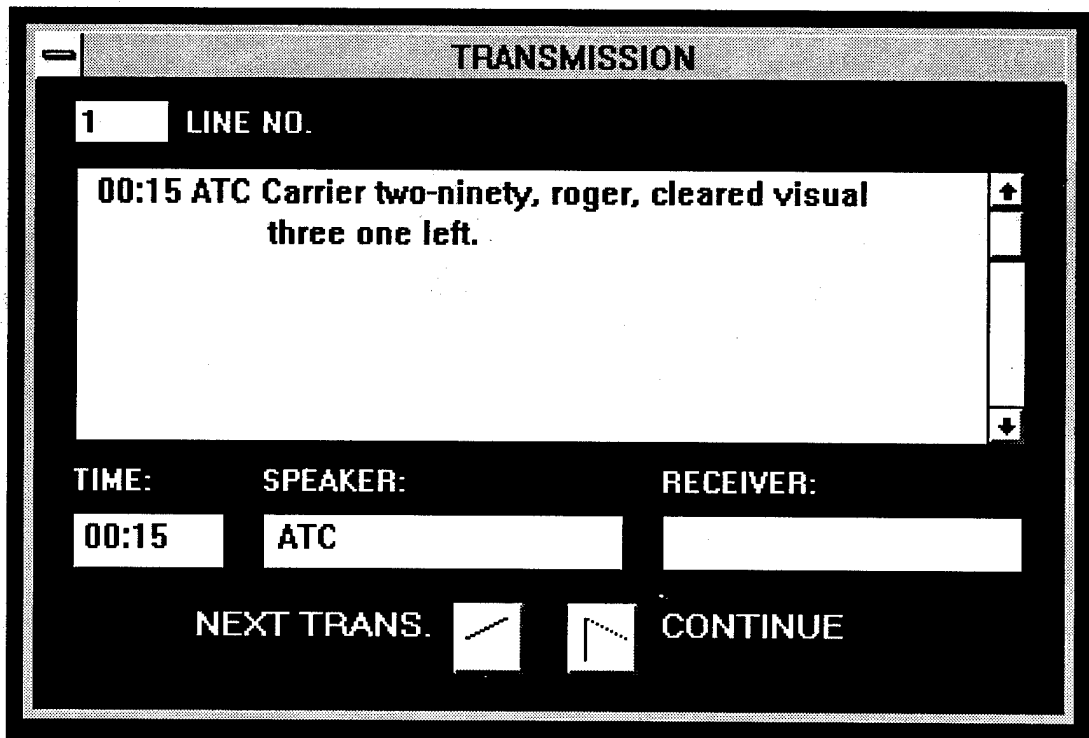 TRANSMISSION
1 LINE NO.
00:15 ATC Carrier two-ninety, roger, cleared visual
three one left.
TIME: SPEAKER: RECEIVER:
00:15 ATC
NEXT TRANS. CONTINUE